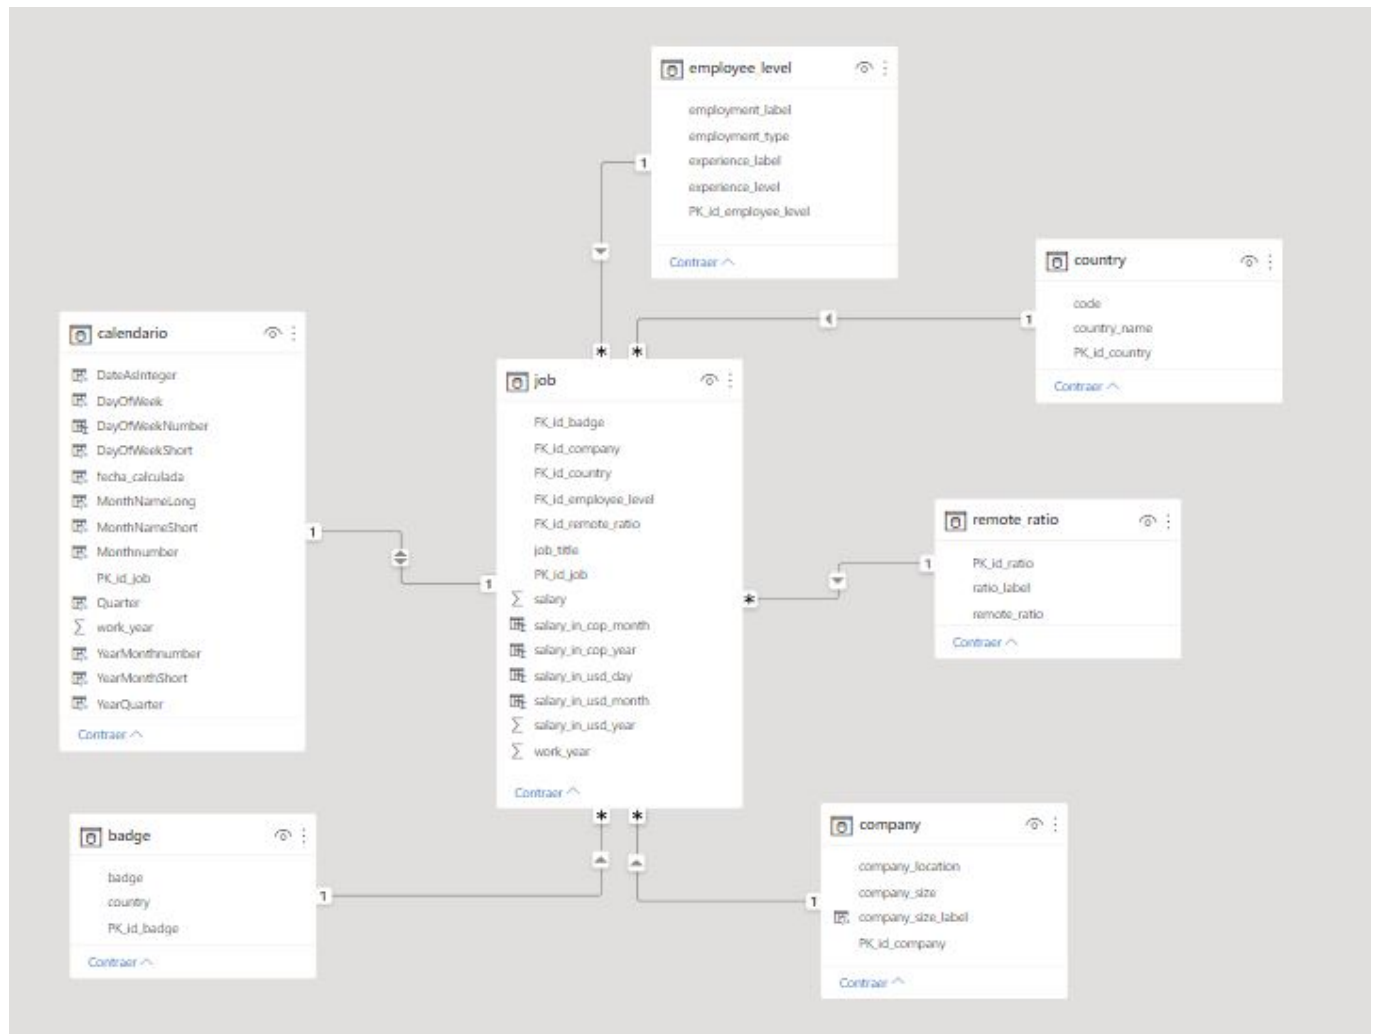 employee_level
employment_label
employment_type
experience_label
experience_level
PK_id_employee_level
Contraer
1
*
country
code
country_name
PK_id_country
Contraer
1
*
calendario
DateAsInteger
DayOfWeek
DayOfWeekNumber
DayOfWeekShort
fecha_calculada
MonthNameLong
MonthNameShort
Monthnumber
PK_id_job
Quarter
work_year
YearMonthnumber
YearMonthShort
YearQuarter
Contraer
1
1
job
FK_id_badge
FK_id_company
FK_id_country
FK_id_employee_level
FK_id_remote_ratio
job_title
PK_id_job
∑ salary
salary_in_cop_month
salary_in_cop_year
salary_in_usd_day
salary_in_usd_month
∑ salary_in_usd_year
∑ work_year
Contraer
remote_ratio
PK_id_ratio
ratio_label
remote_ratio
Contraer
1
*
badge
badge
country
PK_id_badge
Contraer
1
*
company
company_location
company_size
company_size_label
PK_id_company
Contraer
1
*